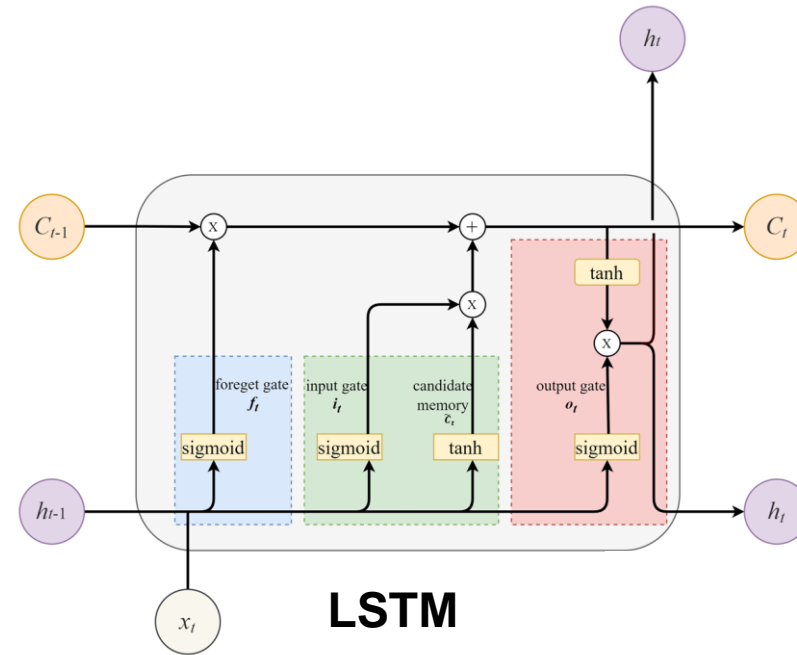 hₜ
Cₜ₋₁
X
+
Cₜ
tanh
X
X
foreget gate
fₜ
input gate
iₜ
candidate
memory
c̃ₜ
output gate
oₜ
sigmoid
sigmoid
tanh
sigmoid
hₜ₋₁
hₜ
xₜ
LSTM